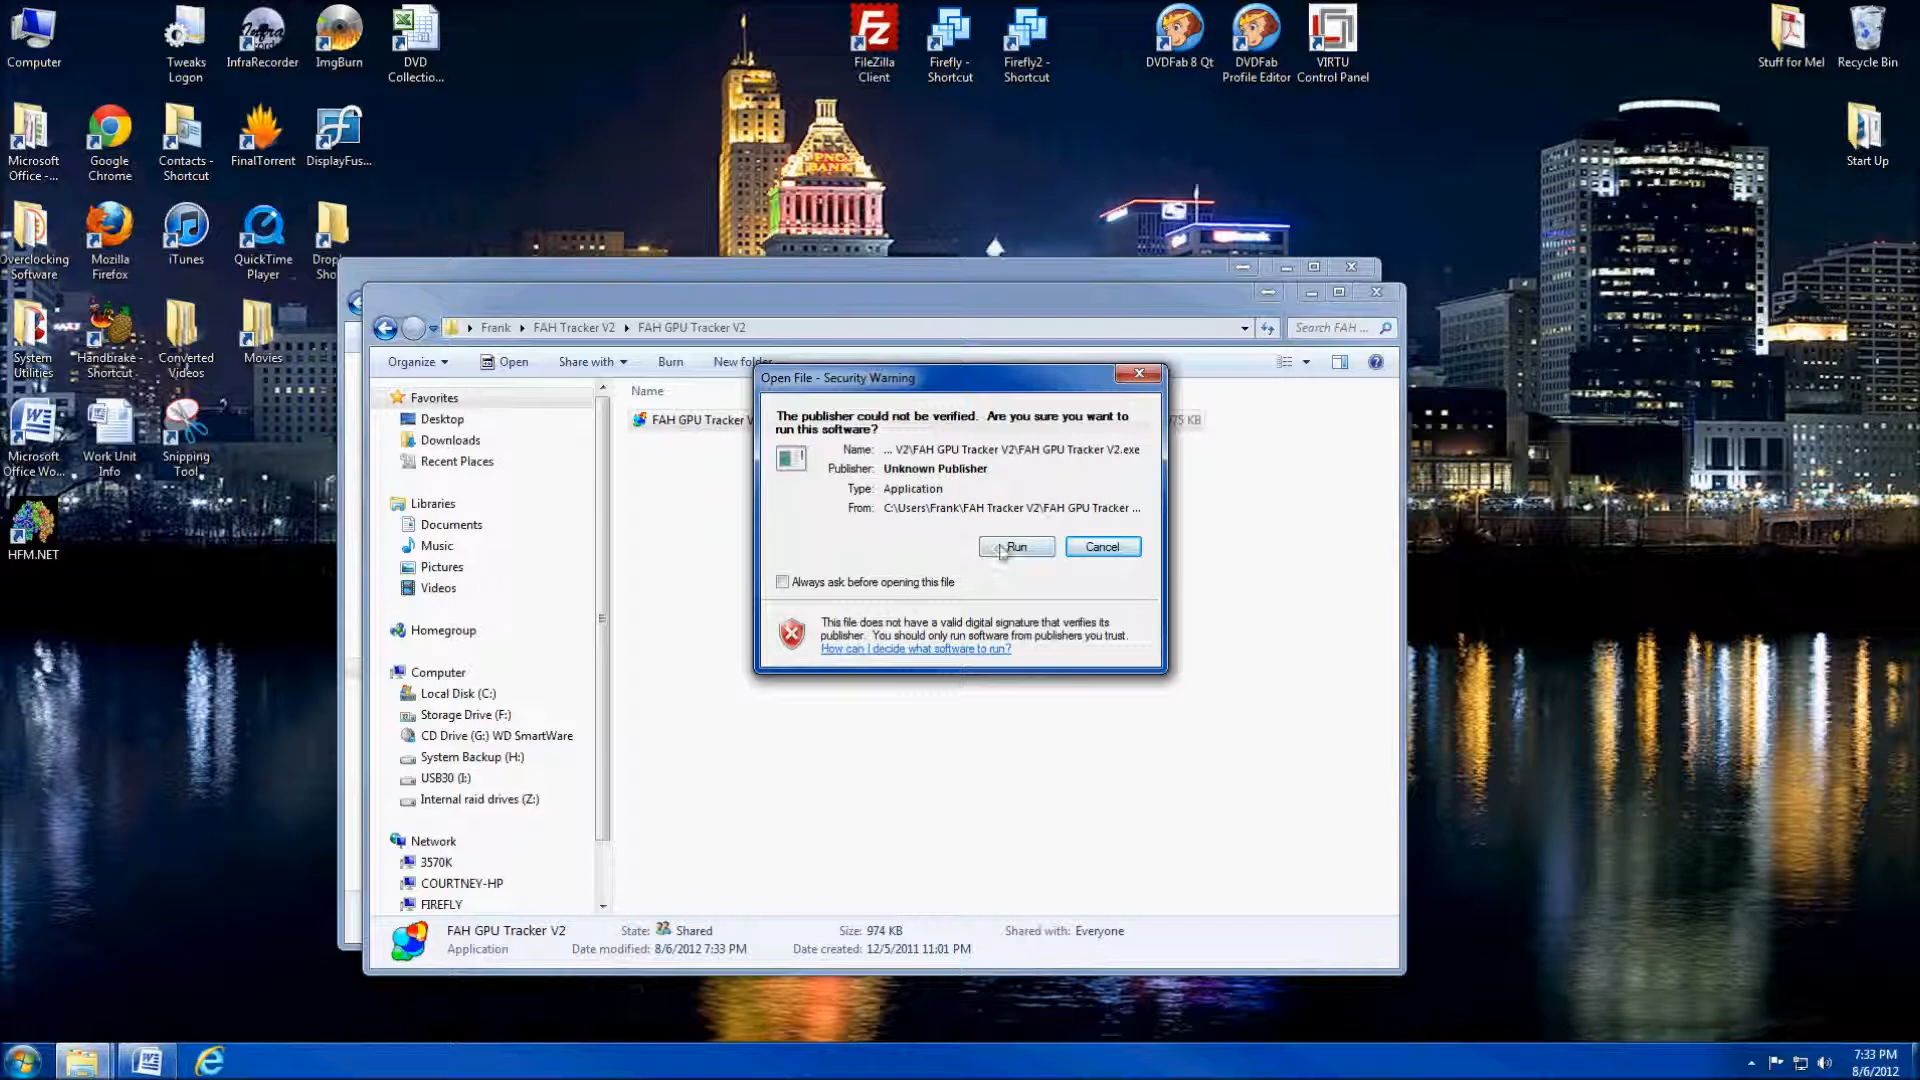 Computer
Tweaks
Logon
InfraRecorder
ImgBurn
DVD
Collectio...
FileZilla
Client
Firefly -
Shortcut
Firefly2 -
Shortcut
DVDFab 8 Qt
DVDFab
Profile Editor
VIRTU
Control Panel
Stuff for Me!
Recycle Bin
Microsoft
Office -...
Google
Chrome
Contacts -
Shortcut
FinalTorrent
DisplayFus...
Start Up
PNC
BANK
Overclocking
Software
Mozilla
Firefox
iTunes
QuickTime
Player
System
Utilities
Handbrake -
Shortcut
Converted
Videos
Movies
Microsoft
Office Wo...
Work Unit
Info
Snipping
Tool
HFM.NET
Frank
FAH Tracker V2
FAH GPU Tracker V2
Search FAH ...
Organize
Open
Share with
Burn
New folder
Favorites
Desktop
Downloads
Recent Places
Libraries
Documents
Music
Pictures
Videos
Homegroup
Computer
Local Disk (C:)
Storage Drive (F:)
CD Drive (G:) WD SmartWare
System Backup (H:)
USB30 (I:)
Internal raid drives (Z:)
Network
3570K
COURTNEY-HP
FIREFLY
Name
FAH GPU Tracker V
75 KB
Open File - Security Warning
The publisher could not be verified. Are you sure you want to
run this software?
Name: ... V2\FAH GPU Tracker V2\FAH GPU Tracker V2.exe
Publisher: Unknown Publisher
Type: Application
From: C:\Users\Frank\FAH Tracker V2\FAH GPU Tracker ...
Run
Cancel
Always ask before opening this file
This file does not have a valid digital signature that verifies its
publisher. You should only run software from publishers you trust.
How can I decide what software to run?
FAH GPU Tracker V2 State: Shared Size: 974 KB Shared with: Everyone
Application Date modified: 8/6/2012 7:33 PM Date created: 12/5/2011 11:01 PM
7:33 PM
8/6/2012